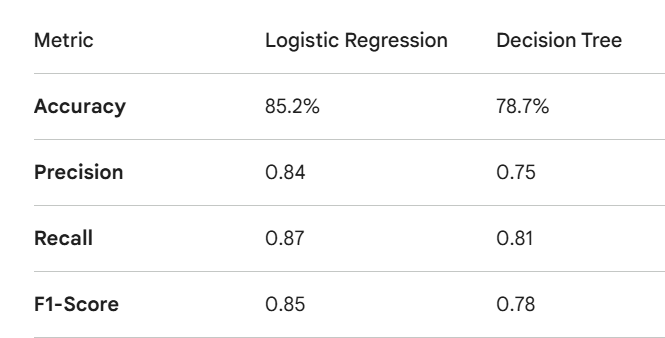 Metric Logistic Regression Decision Tree
Accuracy 85.2% 78.7%
Precision 0.84 0.75
Recall 0.87 0.81
F1-Score 0.85 0.78